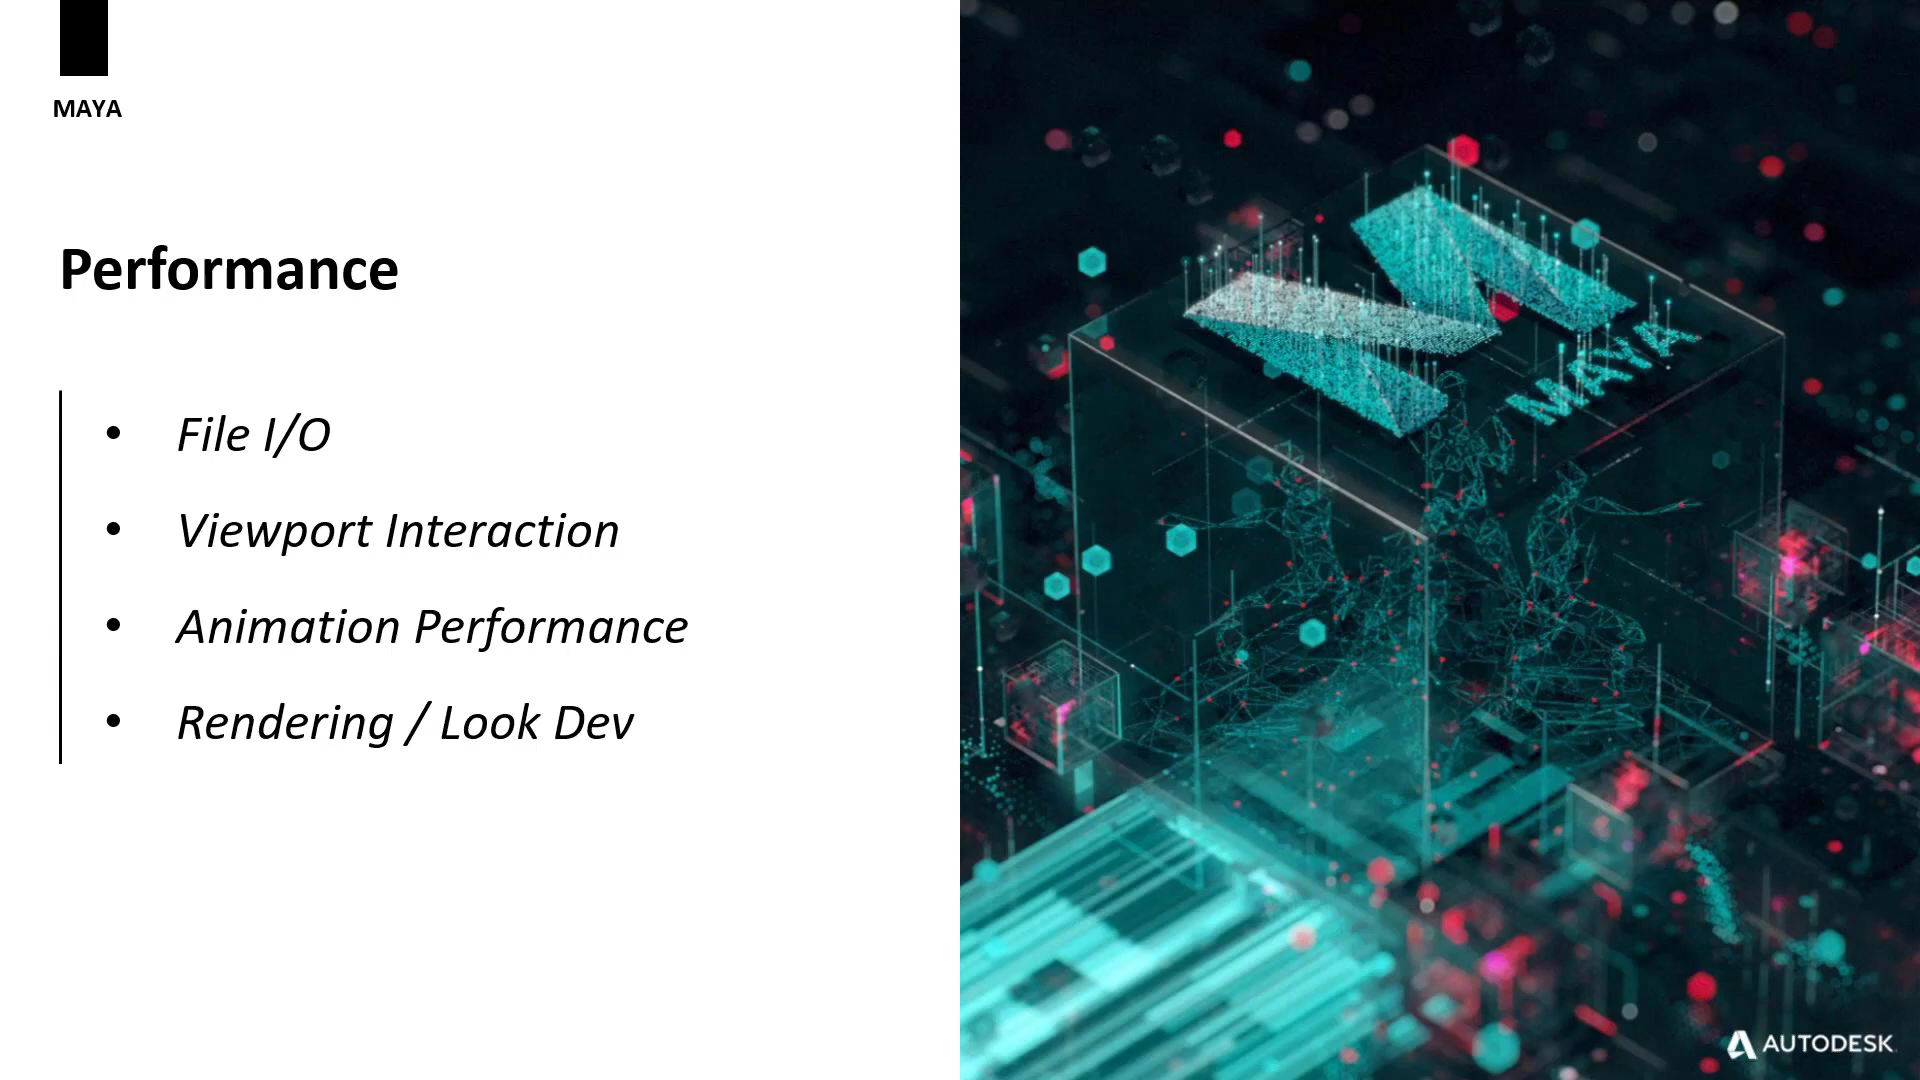 MAYA
Performance
• File I/O
• Viewport Interaction
• Animation Performance
• Rendering / Look Dev
MAYA
AUTODESK